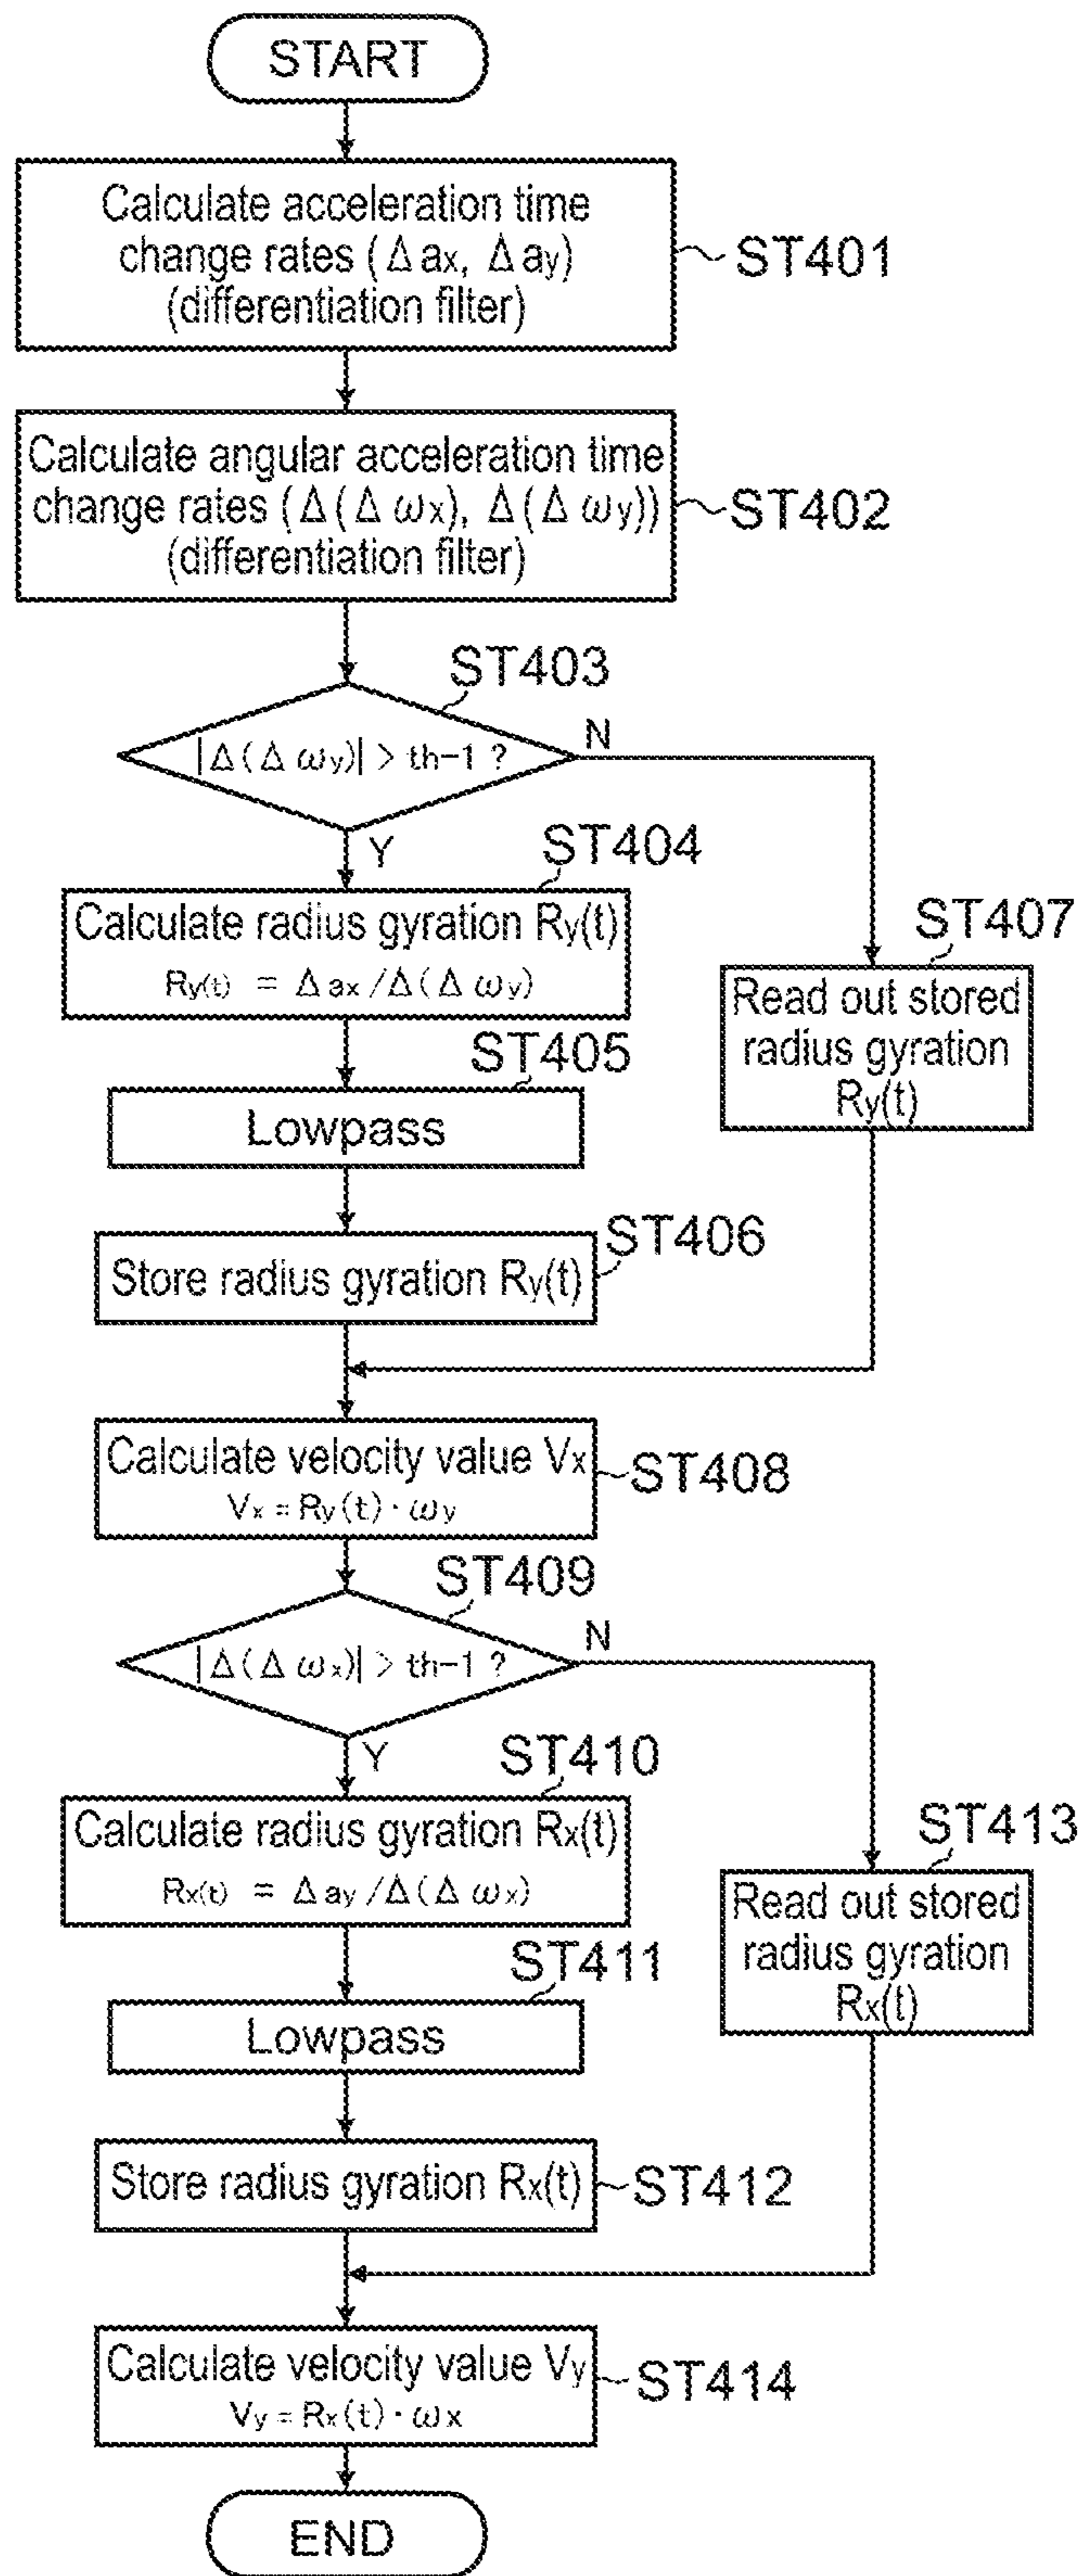 START
Calculate acceleration time
change rates (Δax, Δay)
(differentiation filter)
ST401
Calculate angular acceleration time
change rates (Δ(Δωx), Δ(Δωy))
(differentiation filter)
ST402
ST403
|Δ(Δωy)| > th-1 ?
N
Y
ST404
Calculate radius gyration Ry(t)
Ry(t) = Δax/Δ(Δωy)
ST407
Read out stored
radius gyration
Ry(t)
ST405
Lowpass
ST406
Store radius gyration Ry(t)
Calculate velocity value Vx
Vx = Ry(t)·ωy
ST408
ST409
|Δ(Δωx)| > th-1 ?
N
Y
ST410
Calculate radius gyration Rx(t)
Rx(t) = Δay/Δ(Δωx)
ST413
Read out stored
radius gyration
Rx(t)
ST411
Lowpass
Store radius gyration Rx(t)
ST412
Calculate velocity value Vy
Vy = Rx(t)·ωx
ST414
END